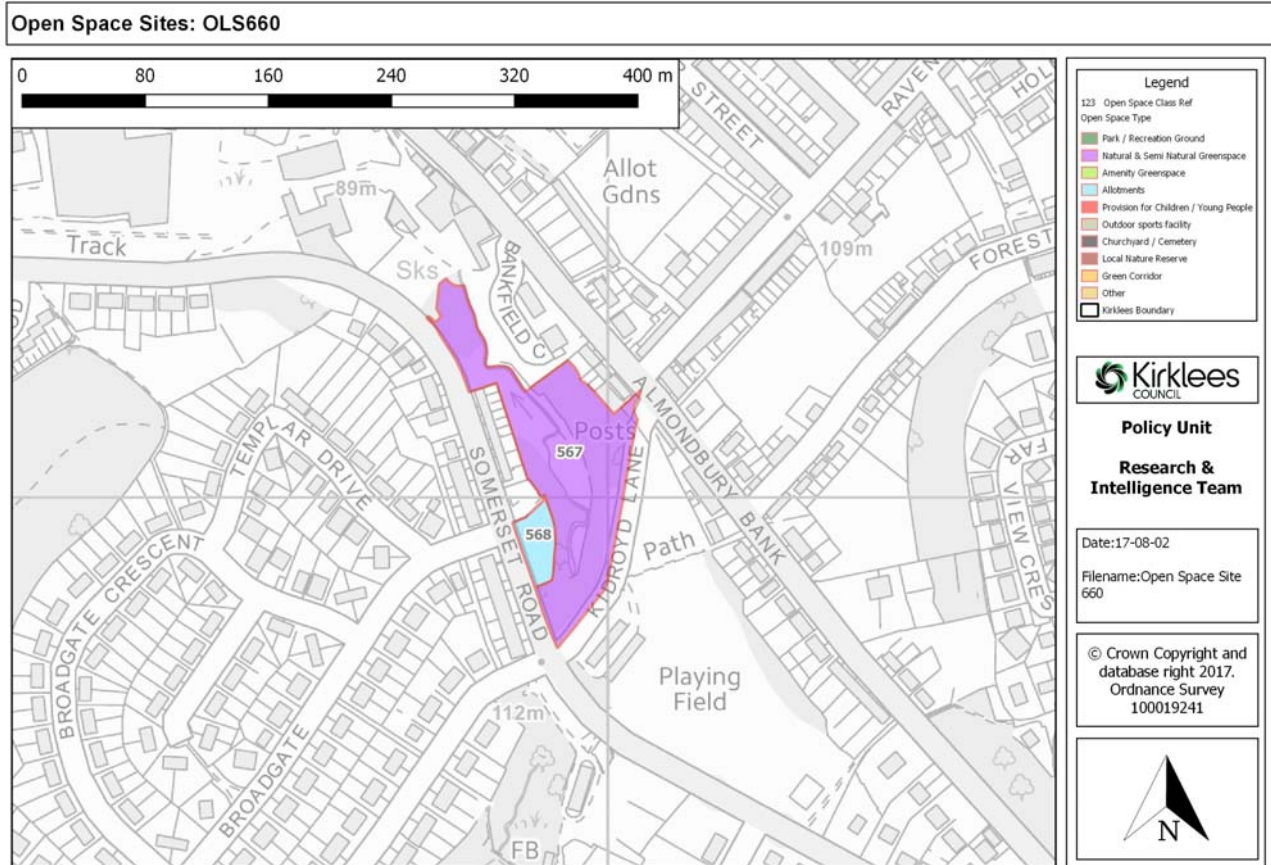 Open Space Sites: OLS660
0 80 160 240 320 400 m
STREET
RAVEN
HOL
Allot
Gdns
89m
Track
Sks
BANKFIELD C
109m
FOREST
TEMPLAR DRIVE
SOMERSET ROAD
ALMONDBURY BANK
Posts
567
KIDROYD LANE
568
Path
FAR VIEW CRES
BROADGATE CRESCENT
BROADGATE
Playing
Field
112m
FB
Legend
123 Open Space Class Ref
Open Space Type
Park / Recreation Ground
Natural & Semi Natural Greenspace
Amenity Greenspace
Allotments
Provision for Children / Young People
Outdoor sports facility
Churchyard / Cemetery
Local Nature Reserve
Green Corridor
Other
Kirklees Boundary
Kirklees
COUNCIL
Policy Unit
Research &
Intelligence Team
Date:17-08-02
Filename:Open Space Site
660
© Crown Copyright and
database right 2017.
Ordnance Survey
100019241
N